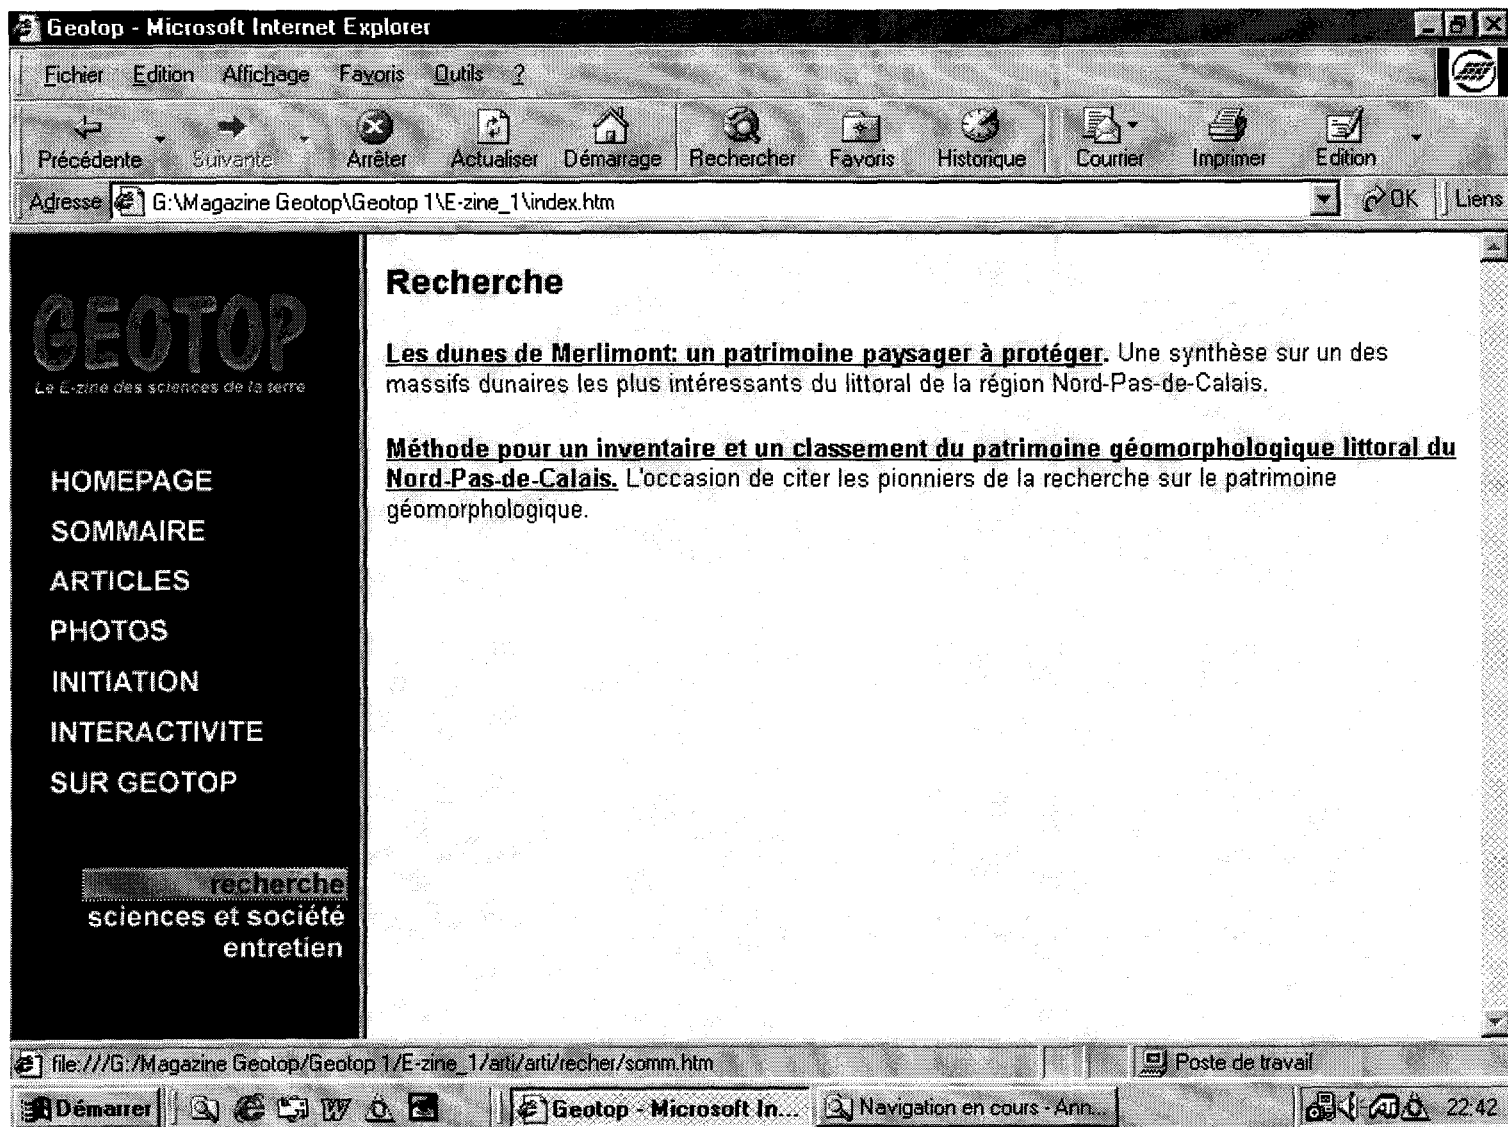 Geotop - Microsoft Internet Explorer
Fichier Edition Affichage Favoris Outils ?
Précédente Suivante Arrêter Actualiser Démarrage Rechercher Favoris Historique Courrier Imprimer Edition
Adresse G:\Magazine Geotop\Geotop 1\E-zine_1\index.htm OK Liens
GEOTOP
Le E-zine des sciences de la terre
HOMEPAGE
SOMMAIRE
ARTICLES
PHOTOS
INITIATION
INTERACTIVITE
SUR GEOTOP
recherche
sciences et société
entretien
Recherche
Les dunes de Merlimont: un patrimoine paysager à protéger. Une synthèse sur un des
massifs dunaires les plus intéressants du littoral de la région Nord-Pas-de-Calais.
Méthode pour un inventaire et un classement du patrimoine géomorphologique littoral du
Nord-Pas-de-Calais. L'occasion de citer les pionniers de la recherche sur le patrimoine
géomorphologique.
file:///G:/Magazine Geotop/Geotop 1/E-zine_1/arti/arti/recher/somm.htm Poste de travail
Démarrer Geotop - Microsoft In... Navigation en cours - Ann... 22:42